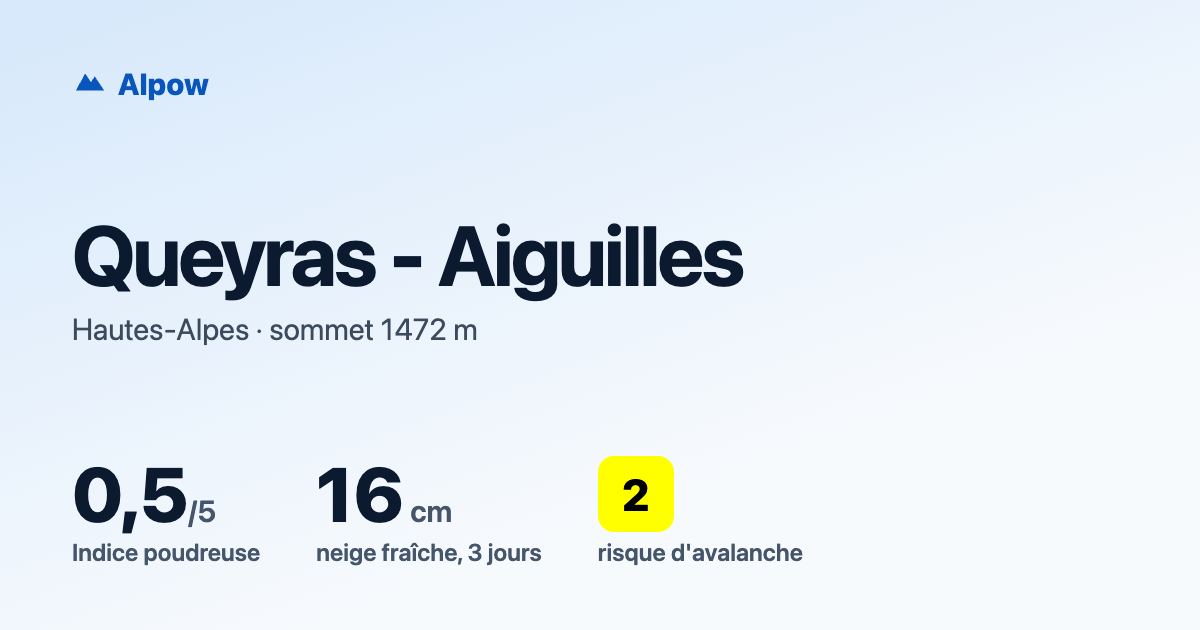 Alpow
Queyras - Aiguilles
Hautes-Alpes · sommet 1472 m
0,5/5
Indice poudreuse
16 cm
neige fraîche, 3 jours
2
risque d'avalanche